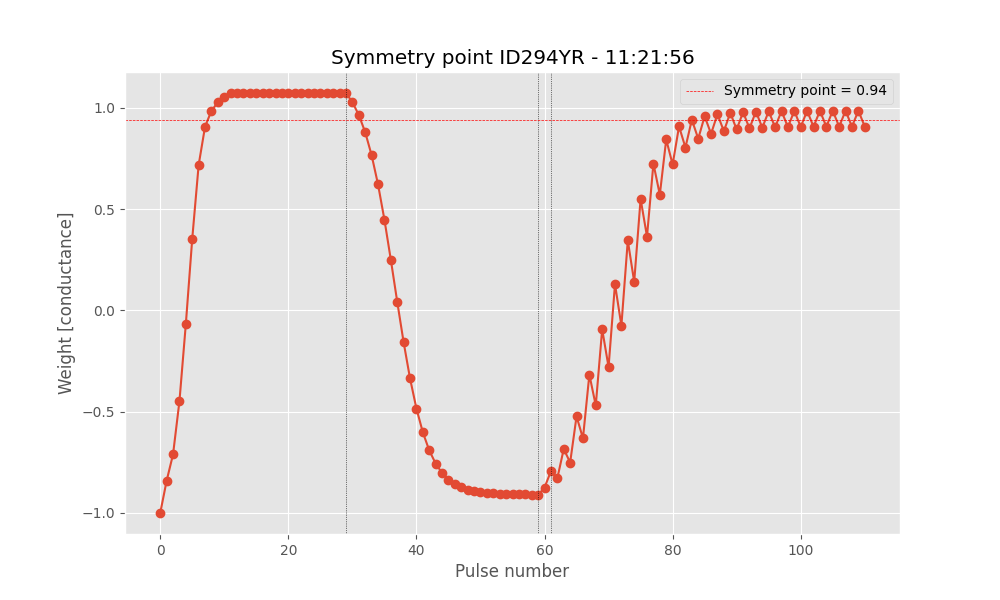 Symmetry point ID294YR - 11:21:56
Symmetry point = 0.94
1.0
0.5
0.0
−0.5
−1.0
Weight [conductance]
0 20 40 60 80 100
Pulse number